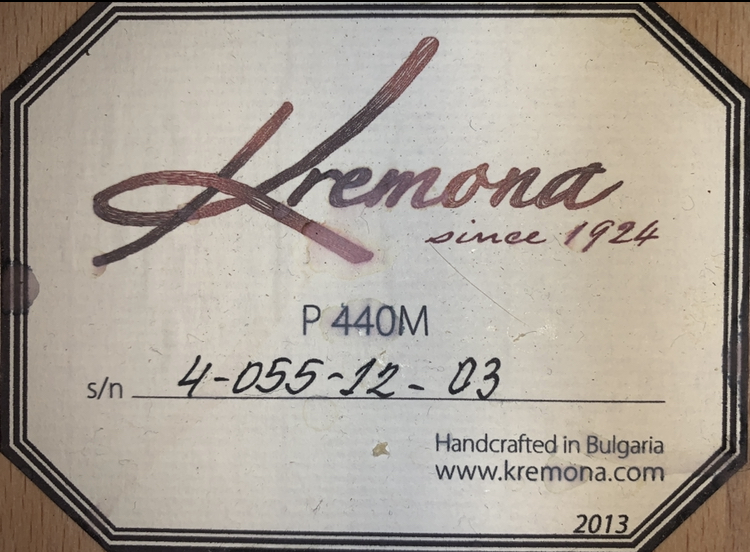 Kremona
since 1924
P 440M
s/n 4-055-12-03
Handcrafted in Bulgaria
www.kremona.com
2013